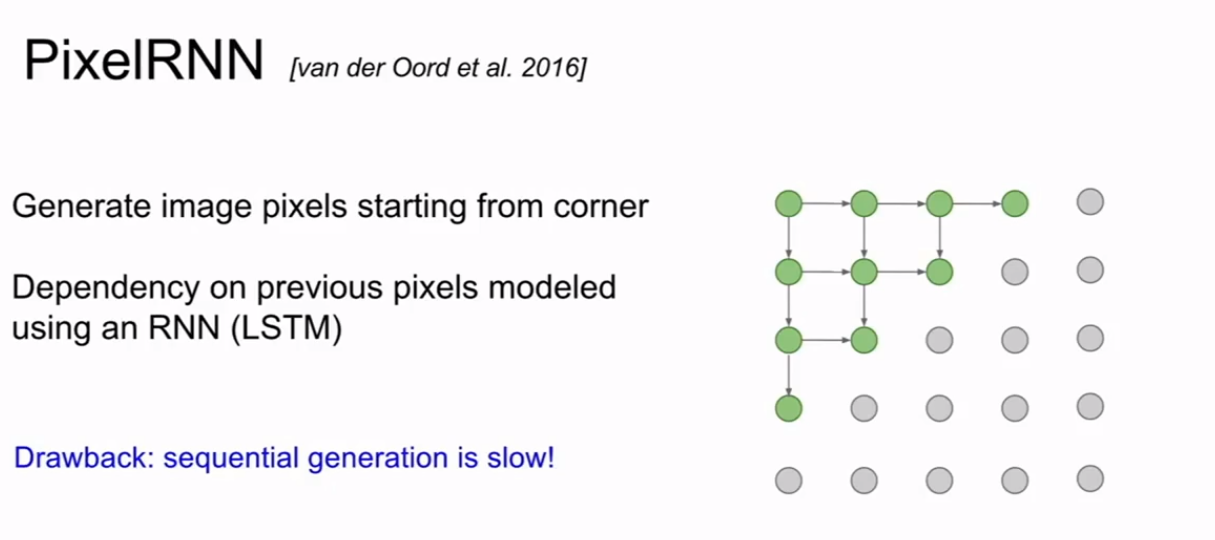 PixelRNN [van der Oord et al. 2016]
Generate image pixels starting from corner
Dependency on previous pixels modeled
using an RNN (LSTM)
Drawback: sequential generation is slow!